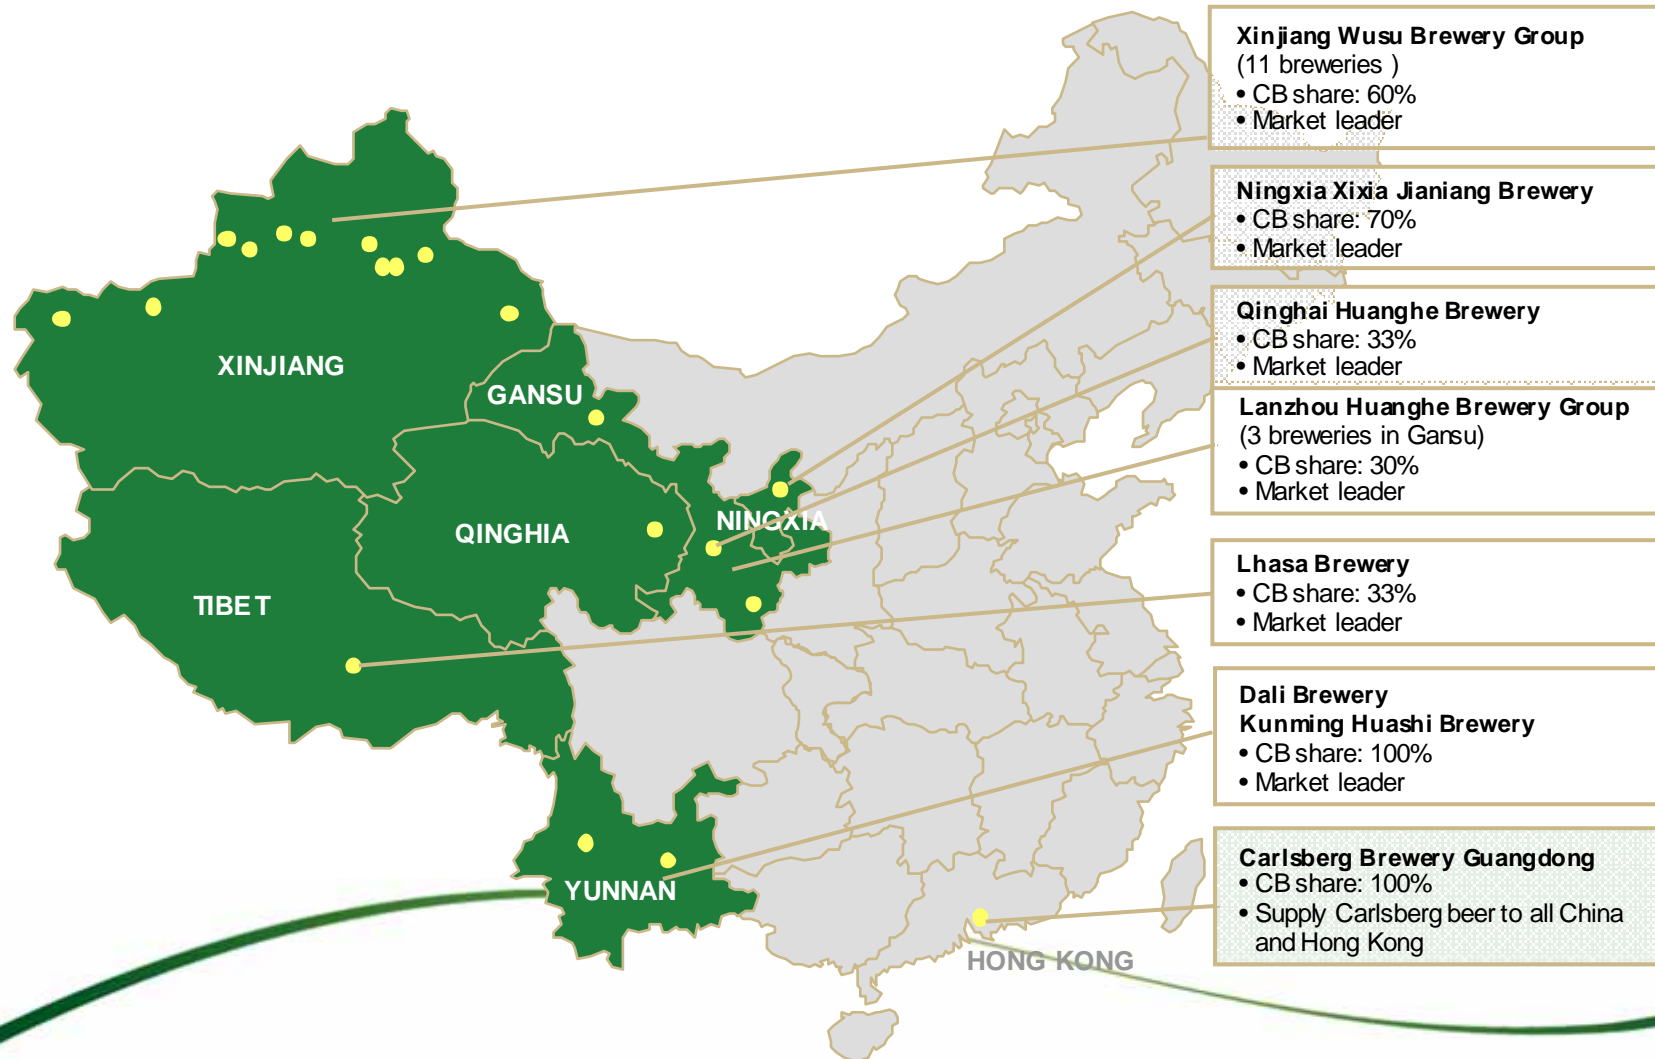 Xinjiang Wusu Brewery Group
(11 breweries )
• CB share: 60%
• Market leader
Ningxia Xixia Jianiang Brewery
• CB share: 70%
• Market leader
Qinghai Huanghe Brewery
• CB share: 33%
• Market leader
Lanzhou Huanghe Brewery Group
(3 breweries in Gansu)
• CB share: 30%
• Market leader
Lhasa Brewery
• CB share: 33%
• Market leader
Dali Brewery
Kunming Huashi Brewery
• CB share: 100%
• Market leader
Carlsberg Brewery Guangdong
• CB share: 100%
• Supply Carlsberg beer to all China
and Hong Kong
XINJIANG
GANSU
QINGHIA
NINGXIA
TIBET
YUNNAN
HONG KONG